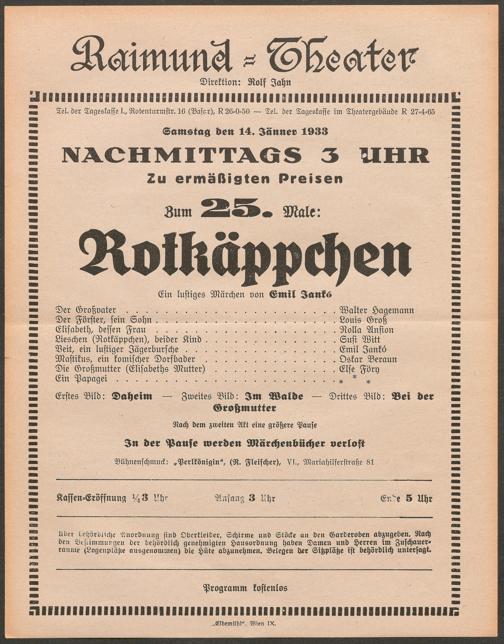 Raimund = Theater
Direktion: Rolf Jahn
Tel. der Tageskasse I., Rotenturmstr. 16 (Basar), R 26-0-50 — Tel. der Tageskasse im Theatergebäude R 27-4-65
Samstag den 14. Jänner 1933
NACHMITTAGS 3 UHR
Zu ermäßigten Preisen
Zum 25. Male:
Rotkäppchen
Ein lustiges Märchen von Emil Jankó
Der Großvater . . . Walter Hagemann
Der Förster, sein Sohn . . . Louis Groß
Elisabeth, dessen Frau . . . Rolla Ansion
Lieschen (Rotkäppchen), beider Kind . . . Susi Witt
Veit, ein lustiger Jägerbursche . . . Emil Jankó
Mastikus, ein komischer Dorfbader . . . Oskar Beraun
Die Großmutter (Elisabeths Mutter) . . . Else Föry
Ein Papagei . . . * * *
Erstes Bild: Daheim — Zweites Bild: Im Walde — Drittes Bild: Bei der
Großmutter
Nach dem zweiten Akt eine größere Pause
In der Pause werden Märchenbücher verlost
Bühnenschmuck: „Perlkönigin“, (R. Fleischer), VI., Mariahilferstraße 81
Kassen-Eröffnung ½3 Uhr Anfang 3 Uhr Ende 5 Uhr
Über behördliche Anordnung sind Oberkleider, Schirme und Stöcke an den Garderoben abzugeben. Nach
den Bestimmungen der behördlich genehmigten Hausordnung haben Damen und Herren im Zuschauer-
raume (Logenplätze ausgenommen) die Hüte abzunehmen. Belegen der Sitzplätze ist behördlich untersagt.
Programm kostenlos
„Elbemühl“, Wien IX.